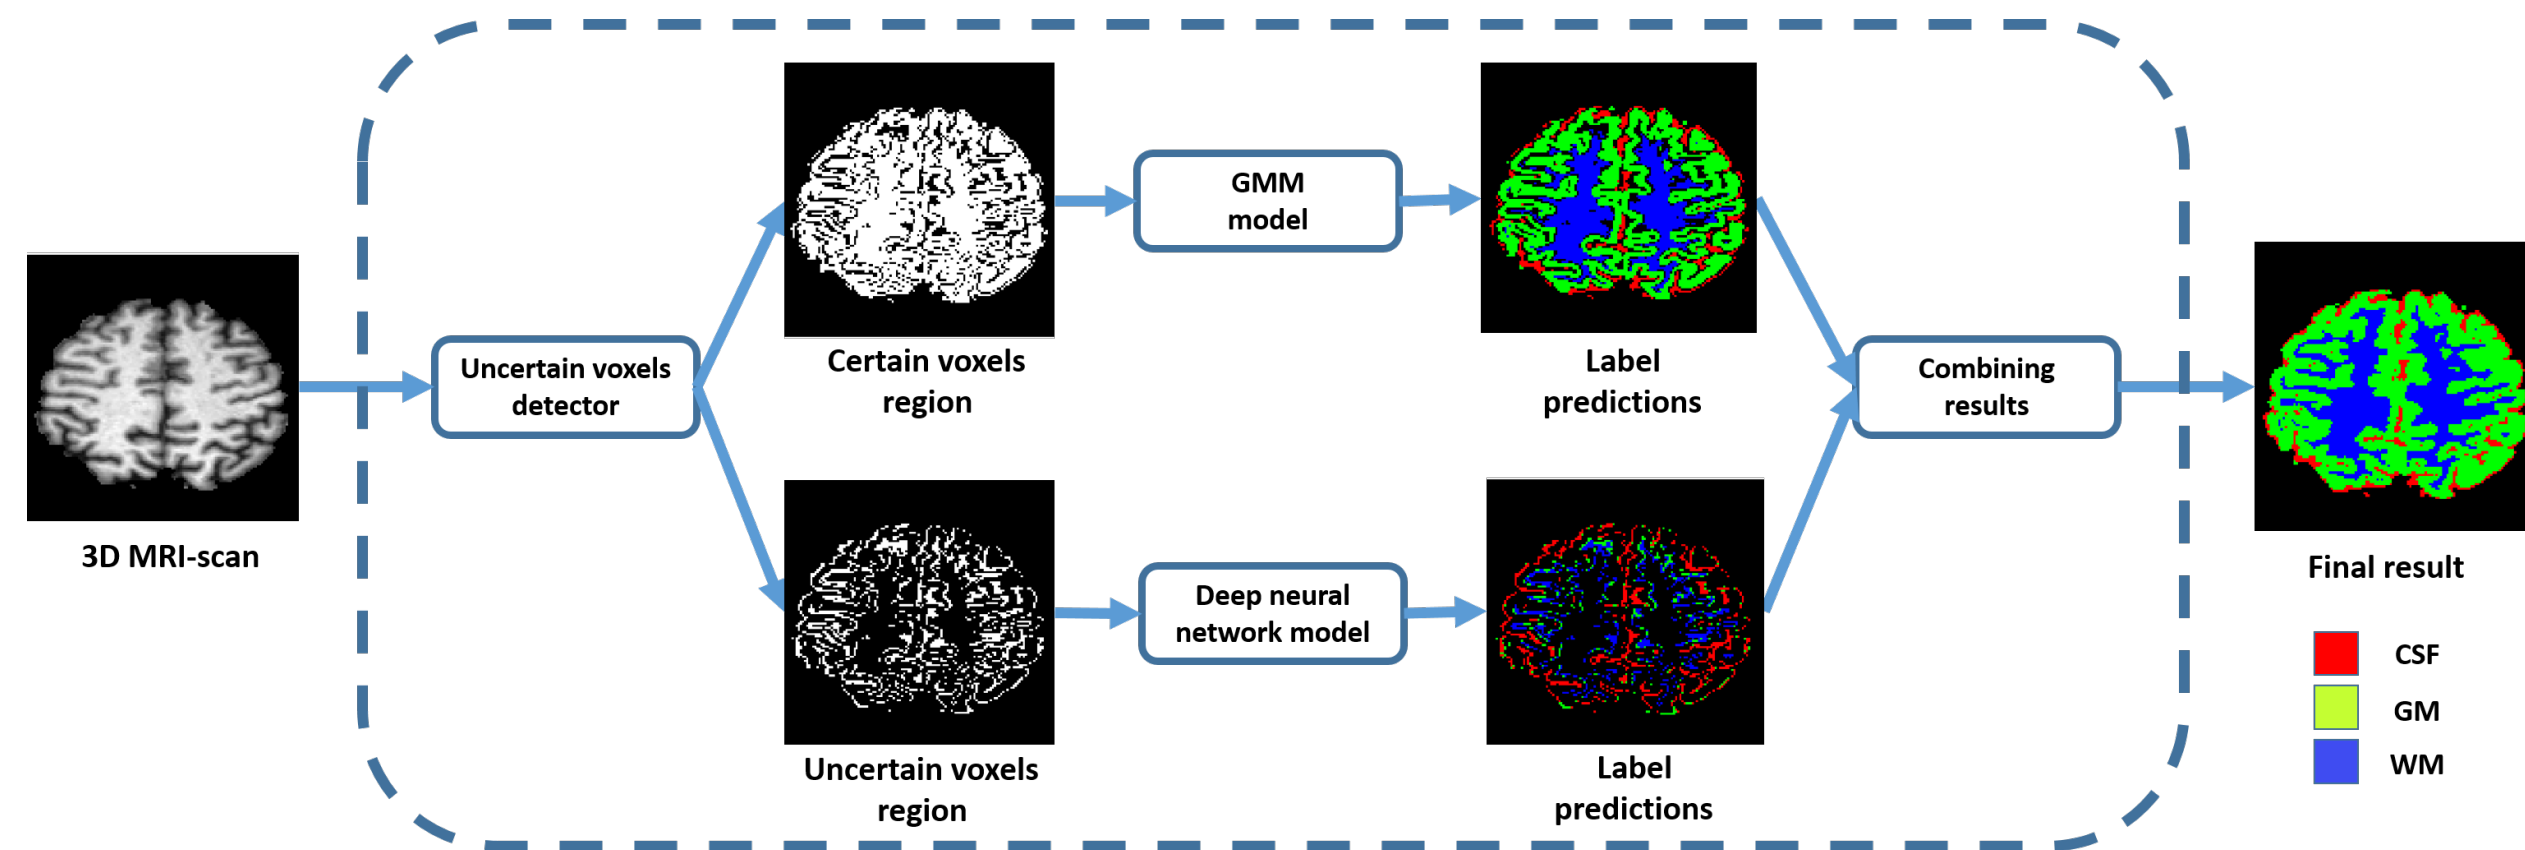 3D MRI-scan
Uncertain voxels
detector
Certain voxels
region
Uncertain voxels
region
GMM
model
Deep neural
network model
Label
predictions
Label
predictions
Combining
results
Final result
CSF
GM
WM